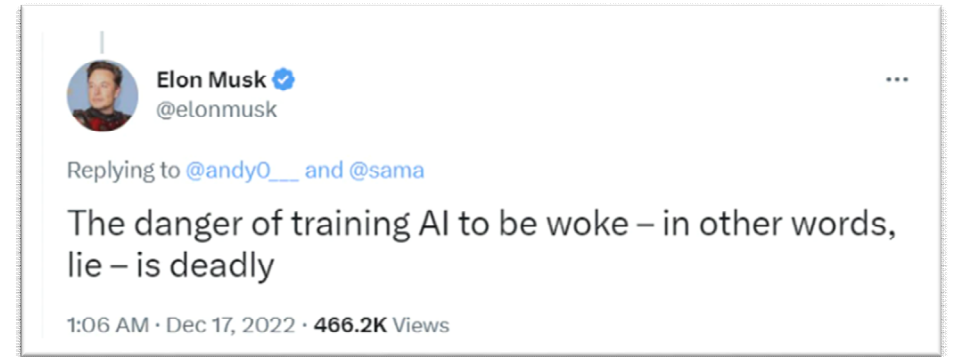 Elon Musk
@elonmusk
Replying to @andy0___ and @sama
The danger of training AI to be woke – in other words,
lie – is deadly
1:06 AM · Dec 17, 2022 · 466.2K Views